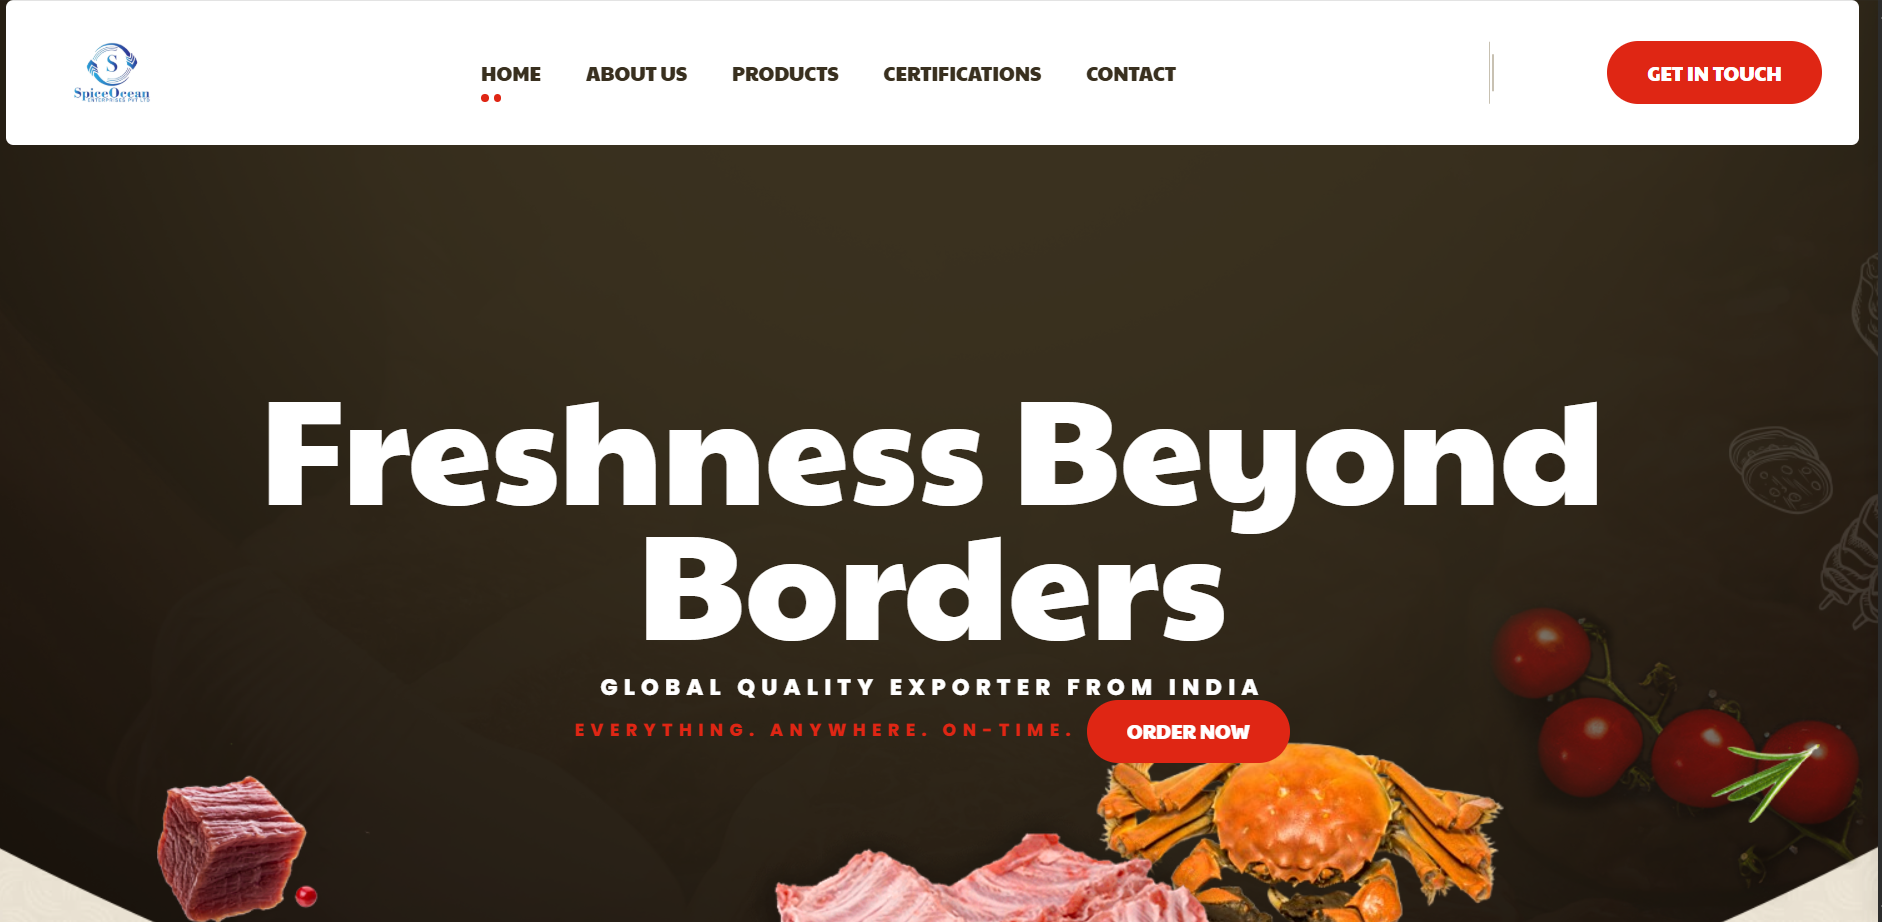 S
SpiceOcean
ENTERPRISES PVT LTD
HOME
ABOUT US
PRODUCTS
CERTIFICATIONS
CONTACT
GET IN TOUCH
Freshness Beyond
Borders
GLOBAL QUALITY EXPORTER FROM INDIA
EVERYTHING. ANYWHERE. ON-TIME.
ORDER NOW